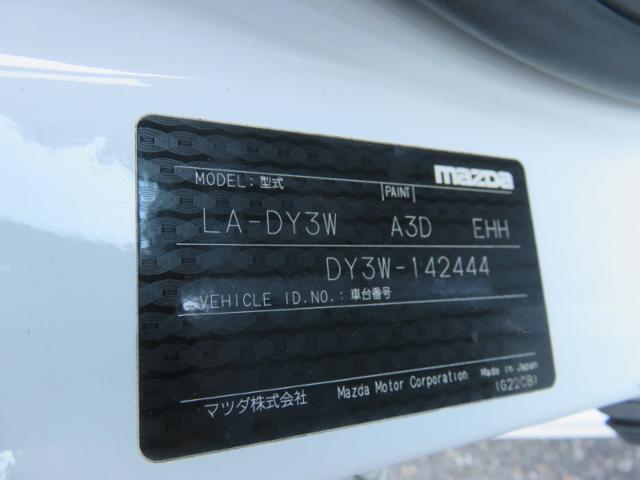 mazda
MODEL: 型式 PAINT
LA-DY3W A3D EHH
DY3W-142444
VEHICLE ID.NO.: 車台番号
マツダ株式会社 Mazda Motor Corporation Made in Japan
(G22CB)